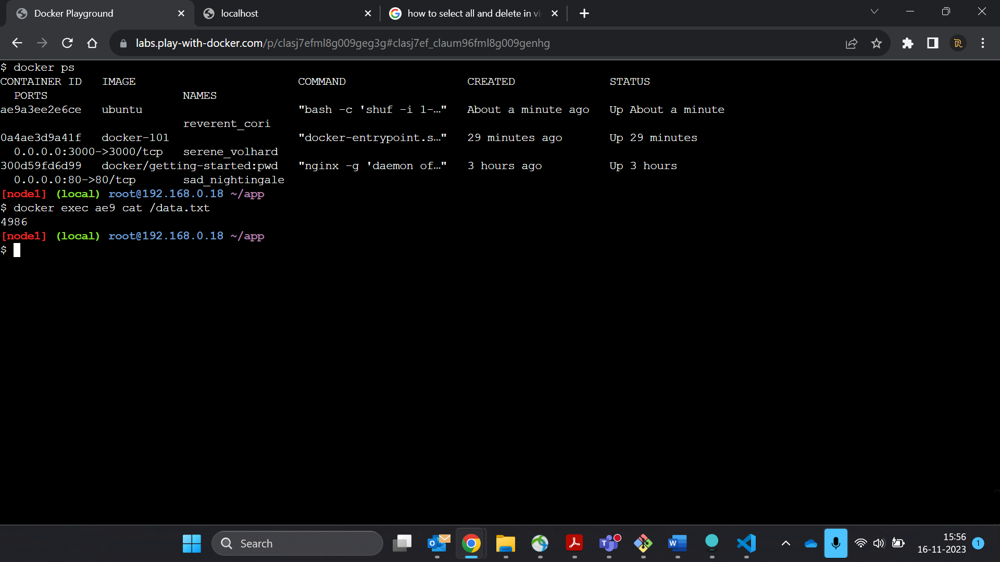 Docker Playground
localhost
how to select all and delete in vi
labs.play-with-docker.com/p/clasj7efml8g009geg3g#clasj7ef_claum96fml8g009genhg
$ docker ps
CONTAINER ID   IMAGE                        COMMAND                  CREATED              STATUS
  PORTS                    NAMES
ae9a3ee2e6ce   ubuntu                       "bash -c 'shuf -i 1-…"   About a minute ago   Up About a minute
                           reverent_cori
0a4ae3d9a41f   docker-101                   "docker-entrypoint.s…"   29 minutes ago       Up 29 minutes
  0.0.0.0:3000->3000/tcp   serene_volhard
300d59fd6d99   docker/getting-started:pwd   "nginx -g 'daemon of…"   3 hours ago          Up 3 hours
  0.0.0.0:80->80/tcp       sad_nightingale
[node1] (local) root@192.168.0.18 ~/app
$ docker exec ae9 cat /data.txt
4986
[node1] (local) root@192.168.0.18 ~/app
$
Search
15:56
16-11-2023
1